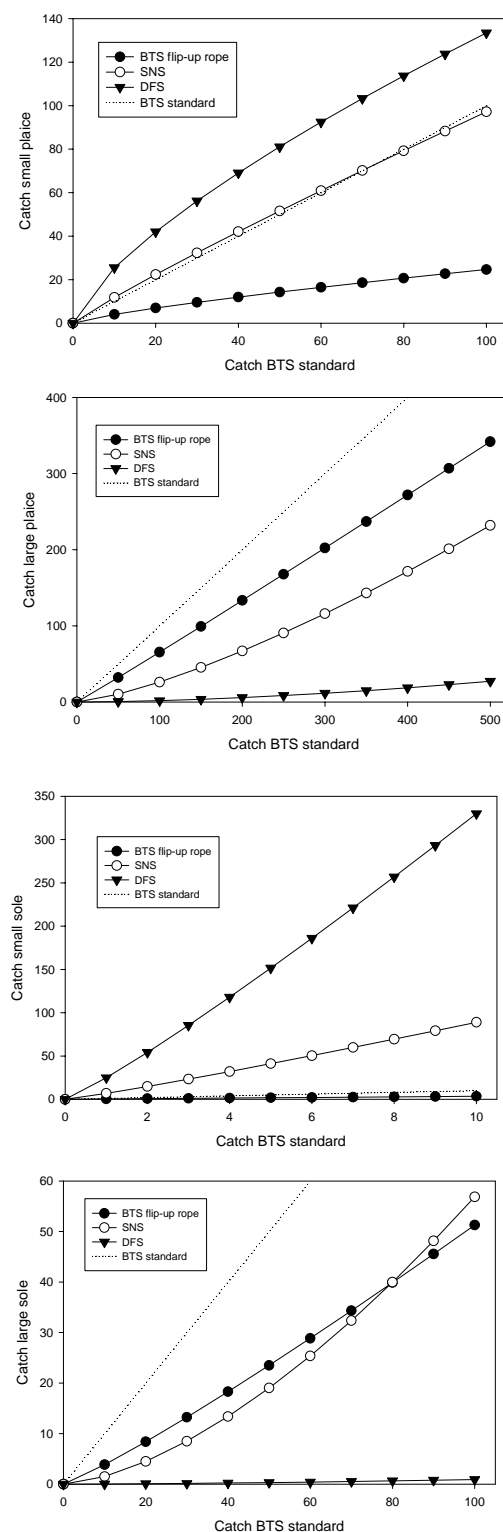 140
120
100
80
60
40
20
0
Catch small plaice
BTS flip-up rope
SNS
DFS
BTS standard
0 20 40 60 80 100
Catch BTS standard
400
300
200
100
0
Catch large plaice
BTS flip-up rope
SNS
DFS
BTS standard
0 100 200 300 400 500
Catch BTS standard
350
300
250
200
150
100
50
0
Catch small sole
BTS flip-up rope
SNS
DFS
BTS standard
0 2 4 6 8 10
Catch BTS standard
60
50
40
30
20
10
0
Catch large sole
BTS flip-up rope
SNS
DFS
BTS standard
0 20 40 60 80 100
Catch BTS standard